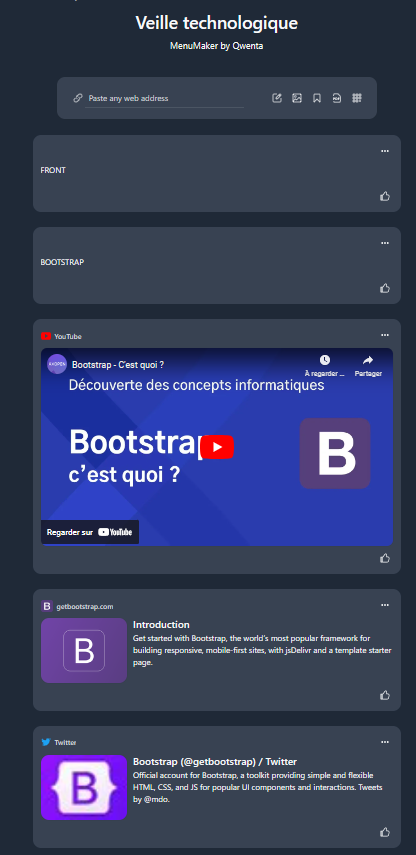 Veille technologique
MenuMaker by Qwenta
Paste any web address
FRONT
BOOTSTRAP
YouTube
Bootstrap - C'est quoi ?
À regarder ...
Partager
Découverte des concepts informatiques
Bootstrap
c'est quoi ?
B
Regarder sur YouTube
B getbootstrap.com
B
Introduction
Get started with Bootstrap, the world's most popular framework for
building responsive, mobile-first sites, with jsDelivr and a template starter
page.
Twitter
B
Bootstrap (@getbootstrap) / Twitter
Official account for Bootstrap, a toolkit providing simple and flexible
HTML, CSS, and JS for popular UI components and interactions. Tweets
by @mdo.